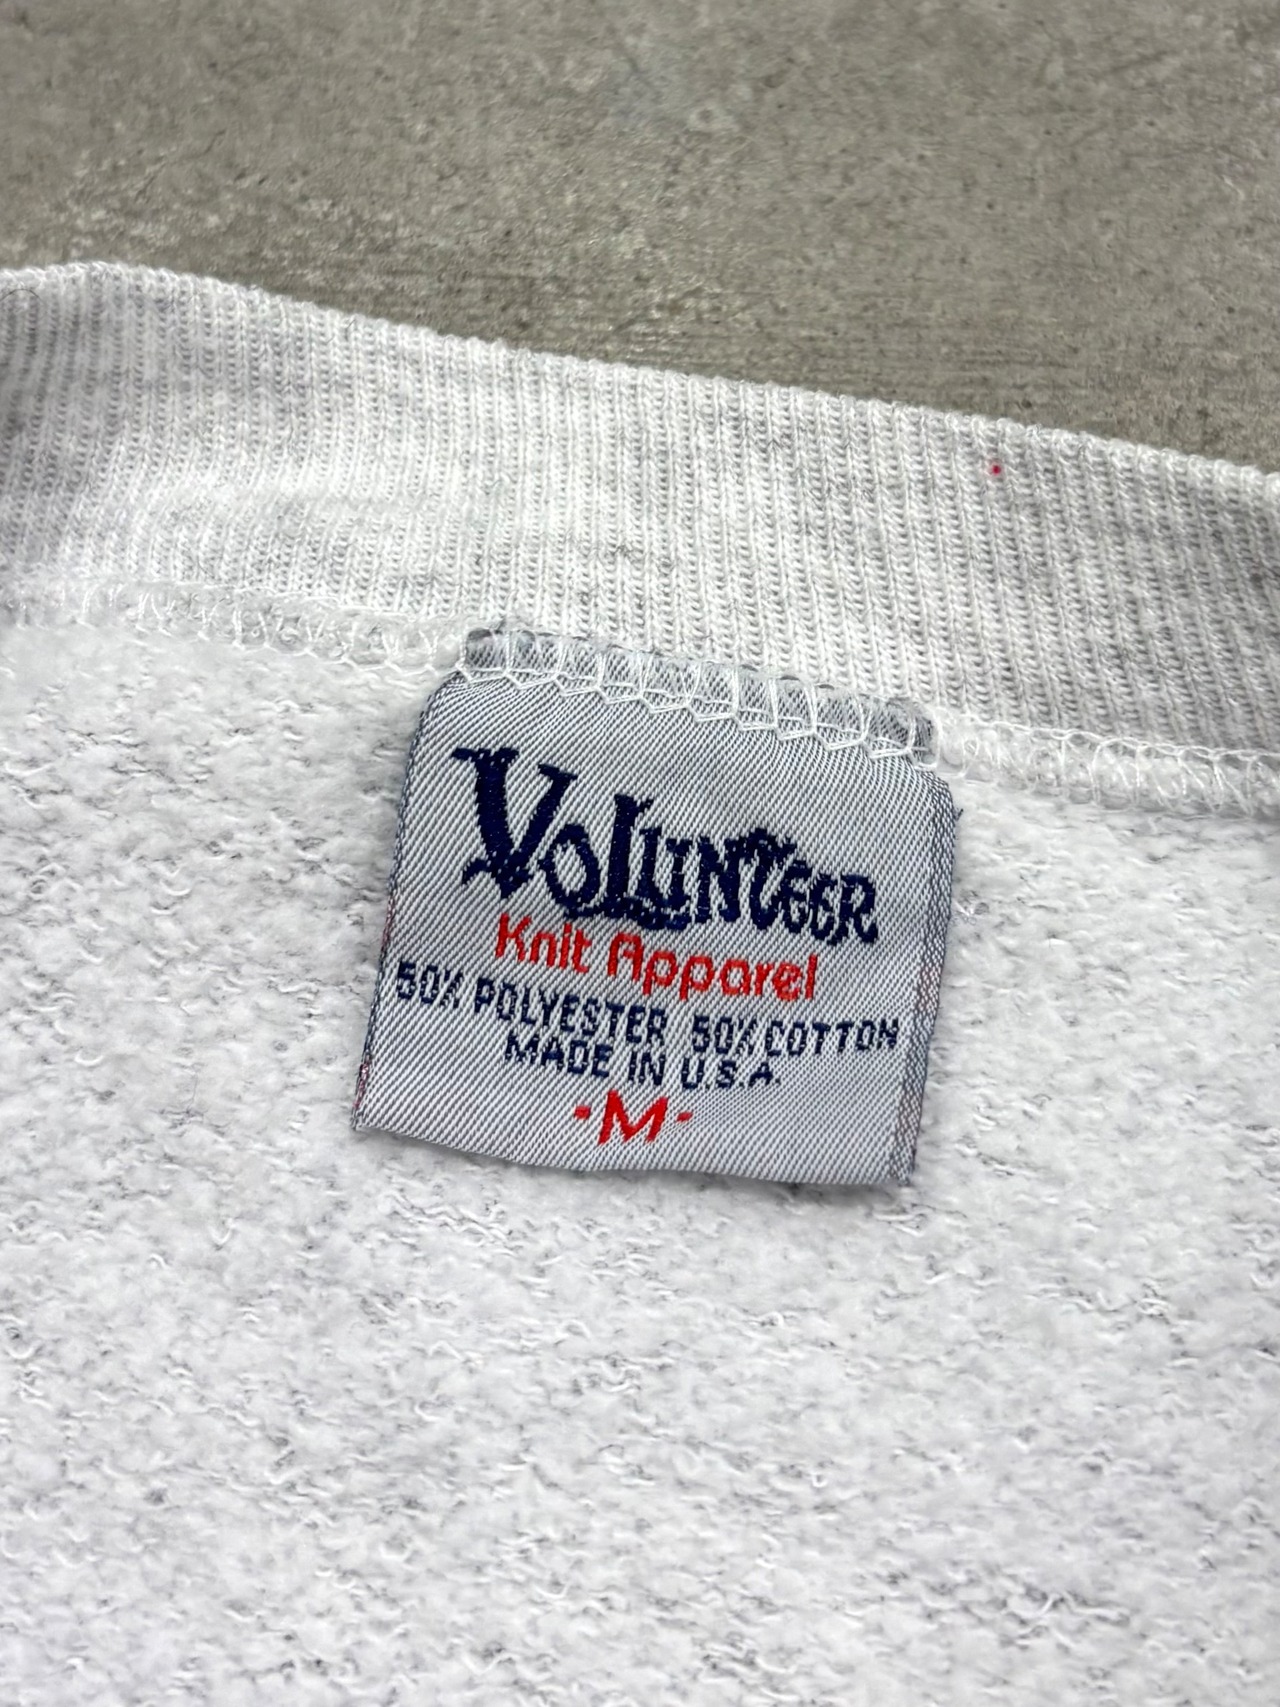 VOLUNTEER
Knit Apparel
50% POLYESTER 50% COTTON
MADE IN U.S.A.
-M-